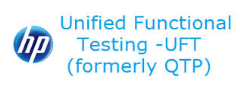 hp
Unified Functional
Testing -UFT
(formerly QTP)